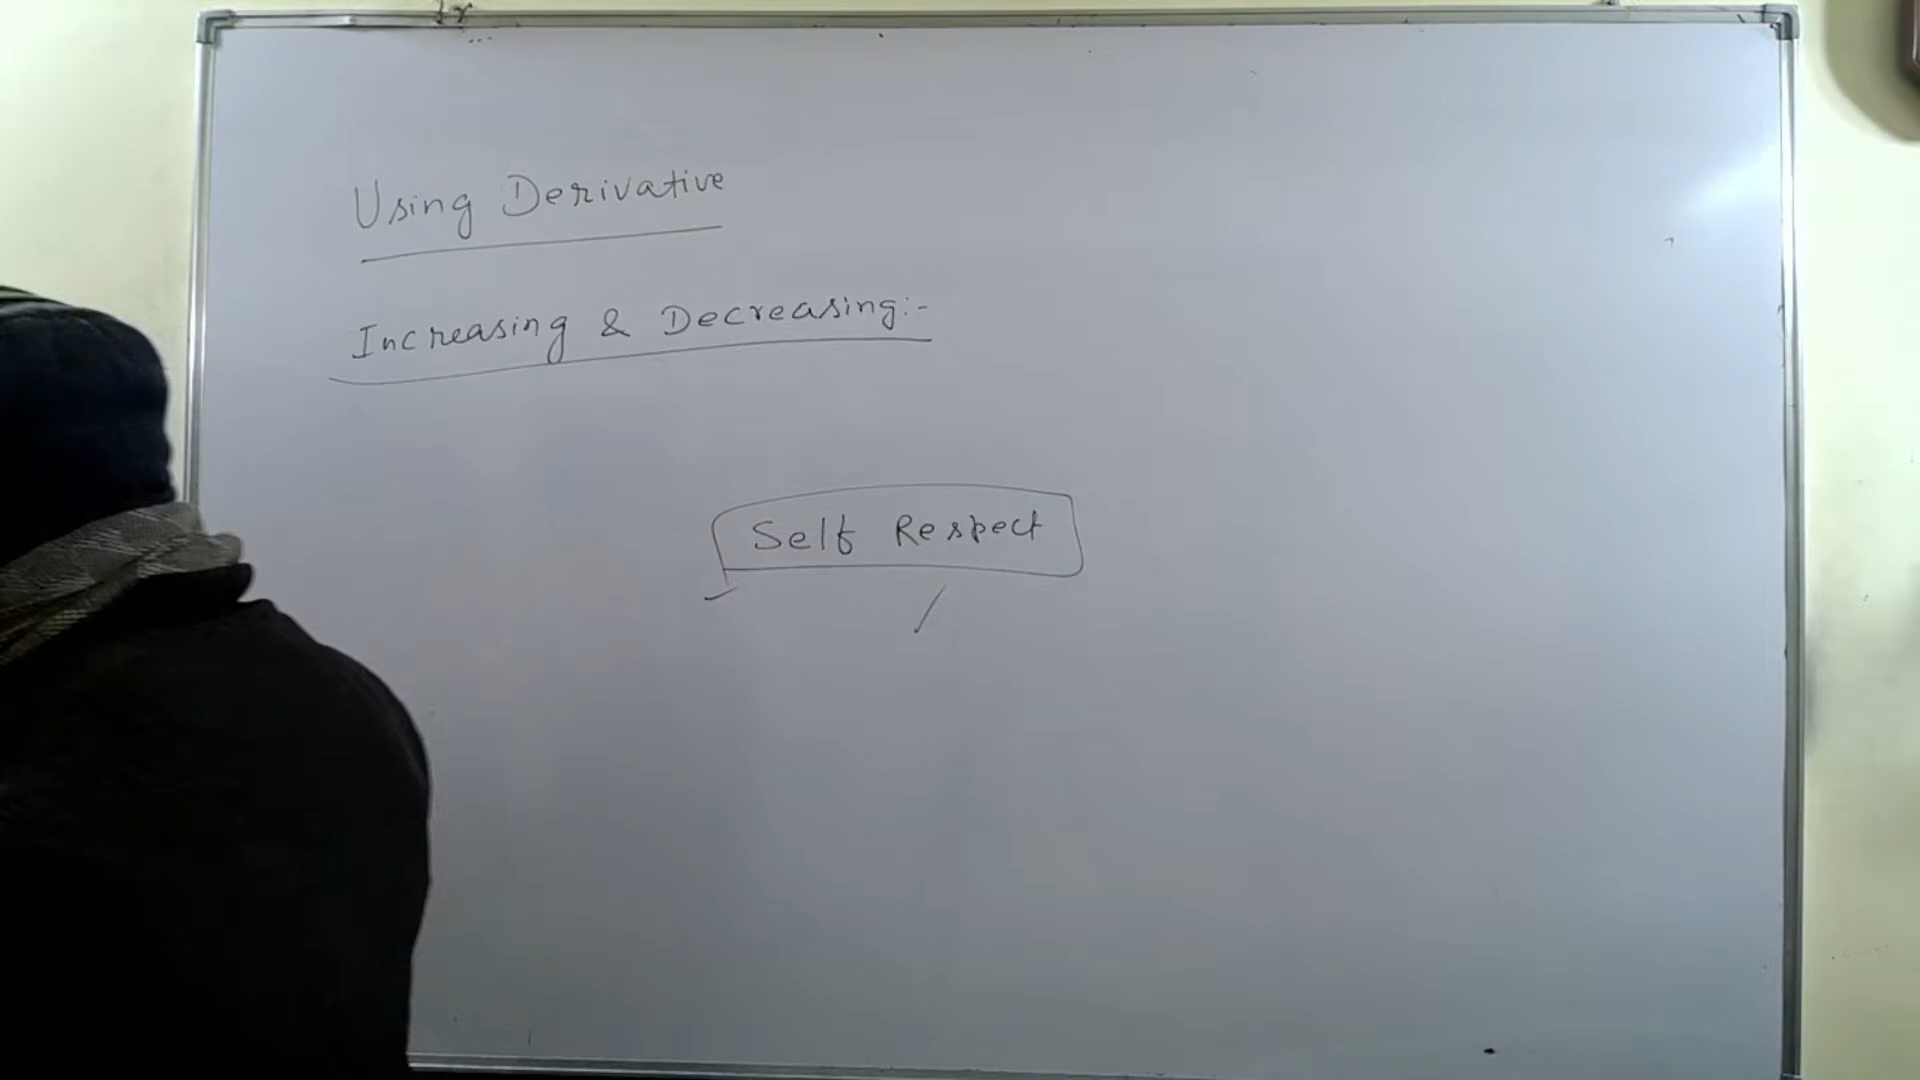 Using Derivative
Increasing & Decreasing:-
Self Respect